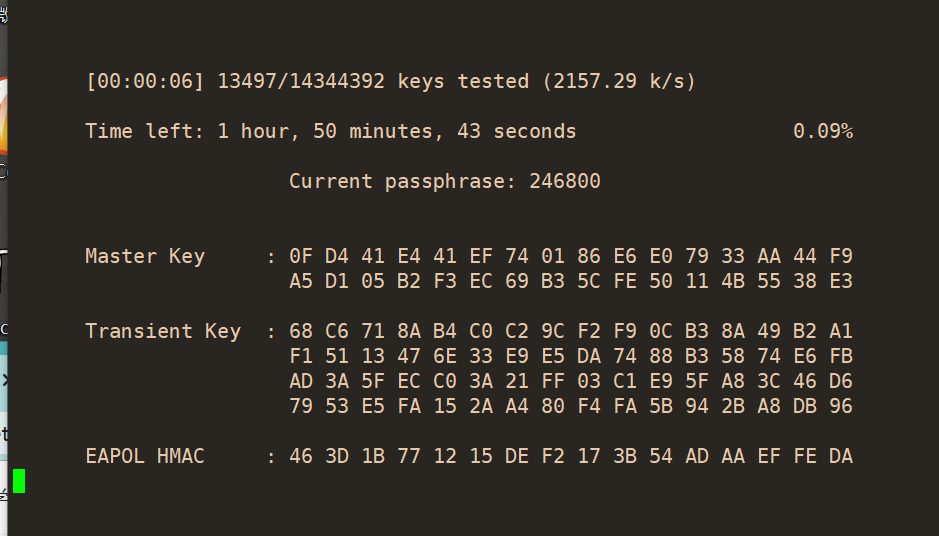 [00:00:06] 13497/14344392 keys tested (2157.29 k/s)
Time left: 1 hour, 50 minutes, 43 seconds 0.09%
Current passphrase: 246800
Master Key : 0F D4 41 E4 41 EF 74 01 86 E6 E0 79 33 AA 44 F9
A5 D1 05 B2 F3 EC 69 B3 5C FE 50 11 4B 55 38 E3
Transient Key : 68 C6 71 8A B4 C0 C2 9C F2 F9 0C B3 8A 49 B2 A1
F1 51 13 47 6E 33 E9 E5 DA 74 88 B3 58 74 E6 FB
AD 3A 5F EC C0 3A 21 FF 03 C1 E9 5F A8 3C 46 D6
79 53 E5 FA 15 2A A4 80 F4 FA 5B 94 2B A8 DB 96
EAPOL HMAC : 46 3D 1B 77 12 15 DE F2 17 3B 54 AD AA EF FE DA